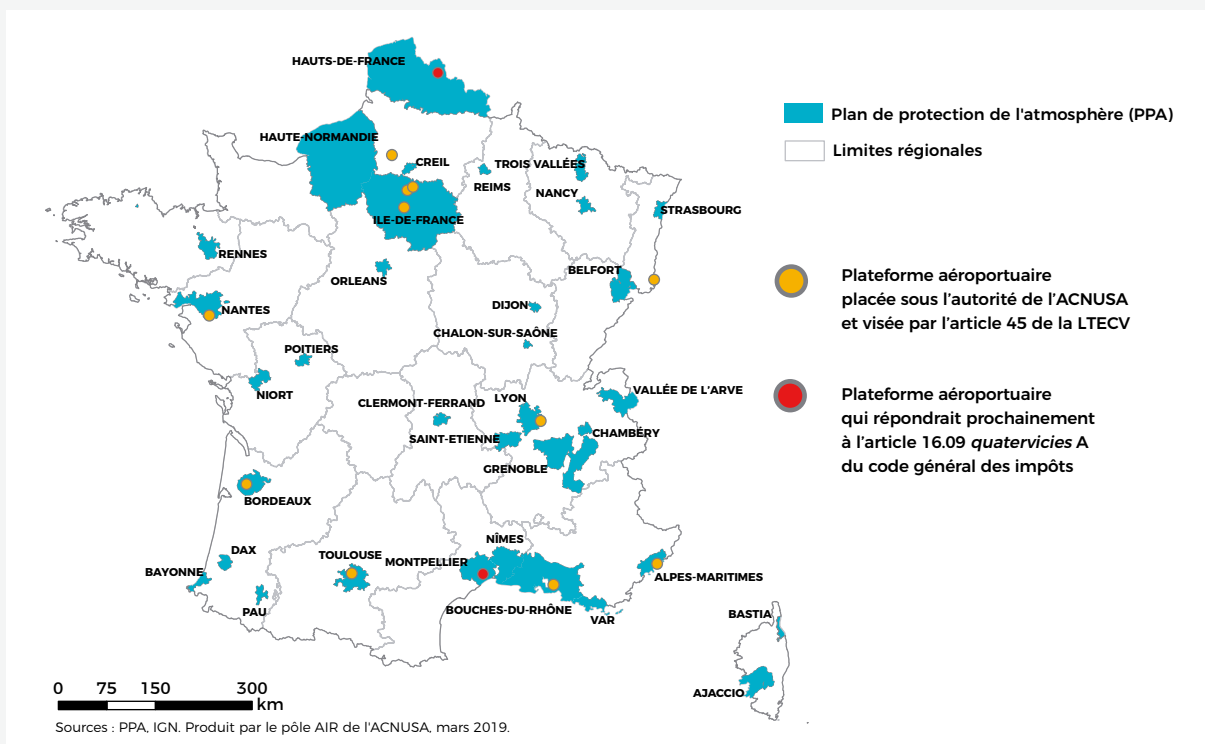 HAUTS-DE-FRANCE
HAUTE-NORMANDIE
CREIL
TROIS VALLÉES
REIMS
NANCY
STRASBOURG
ILE-DE-FRANCE
RENNES
BELFORT
ORLEANS
DIJON
NANTES
CHALON-SUR-SAÔNE
POITIERS
NIORT
VALLÉE DE L'ARVE
CLERMONT-FERRAND
LYON
SAINT-ETIENNE
CHAMBÉRY
GRENOBLE
BORDEAUX
DAX
TOULOUSE
NÎMES
MONTPELLIER
BAYONNE
ALPES-MARITIMES
PAU
BOUCHES-DU-RHÔNE
VAR
BASTIA
AJACCIO
Plan de protection de l'atmosphère (PPA)
Limites régionales
Plateforme aéroportuaire
placée sous l'autorité de l'ACNUSA
et visée par l'article 45 de la LTECV
Plateforme aéroportuaire
qui répondrait prochainement
à l'article 16.09 quatervicies A
du code général des impôts
0 75 150 300
km
Sources : PPA, IGN. Produit par le pôle AIR de l'ACNUSA, mars 2019.